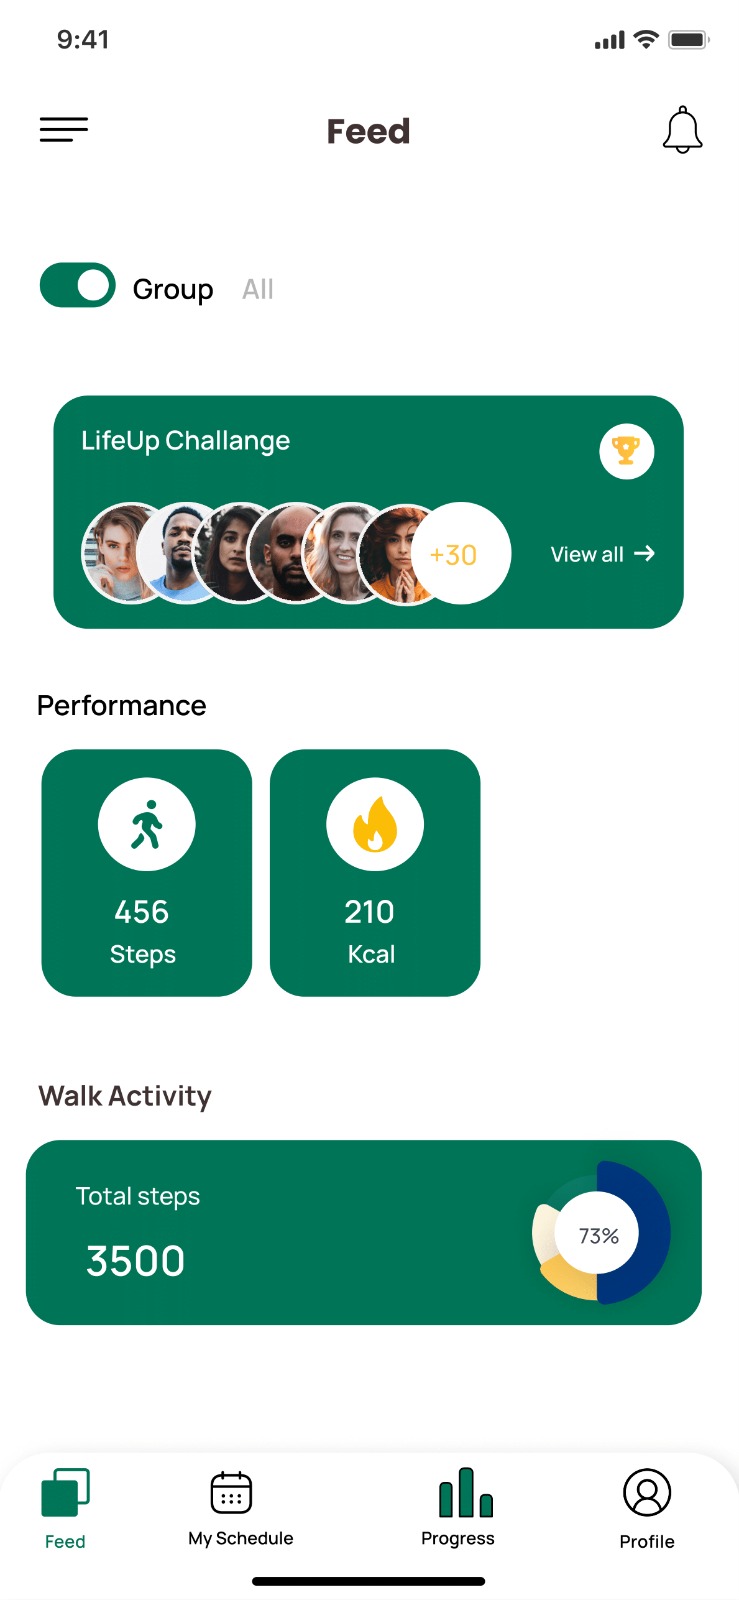 9:41
Feed
Group All
LifeUp Challange
+30
View all
Performance
456
Steps
210
Kcal
Walk Activity
Total steps
3500
73%
Feed
My Schedule
Progress
Profile